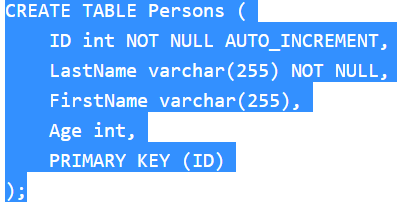 CREATE TABLE Persons (
    ID int NOT NULL AUTO_INCREMENT,
    LastName varchar(255) NOT NULL,
    FirstName varchar(255),
    Age int,
    PRIMARY KEY (ID)
);